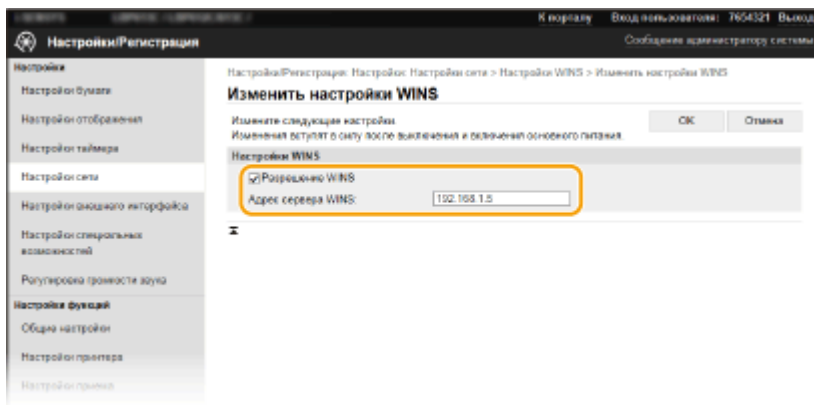 К порталу Вход пользователя: 7654321 Выход
Настройки/Регистрация
Сообщение администратору системы
Настройки
Настройки бумаги
Настройки отображения
Настройки таймера
Настройки сети
Настройки внешнего интерфейса
Настройки специальных
возможностей
Регулировка громкости звука
Настройки функций
Общие настройки
Настройки принтера
Настройки приема
Настройка/Регистрация: Настройки: Настройки сети > Настройки WINS > Изменить настройки WINS
Изменить настройки WINS
Измените следующие настройки.
Изменения вступят в силу после выключения и включения основного питания.
OK Отмена
Настройки WINS
Разрешение WINS
Адрес сервера WINS: 192.168.1.5